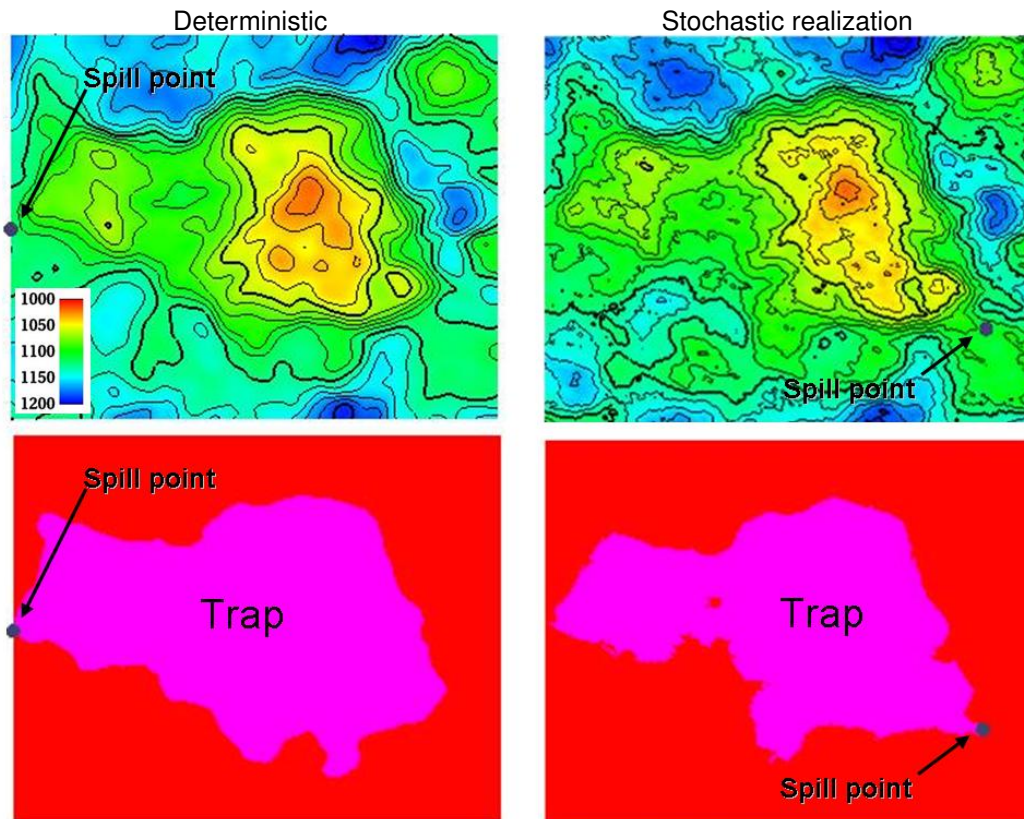 Deterministic
Stochastic realization
Spill point
1000
1050
1100
1150
1200
Spill point
Spill point
Trap
Trap
Spill point